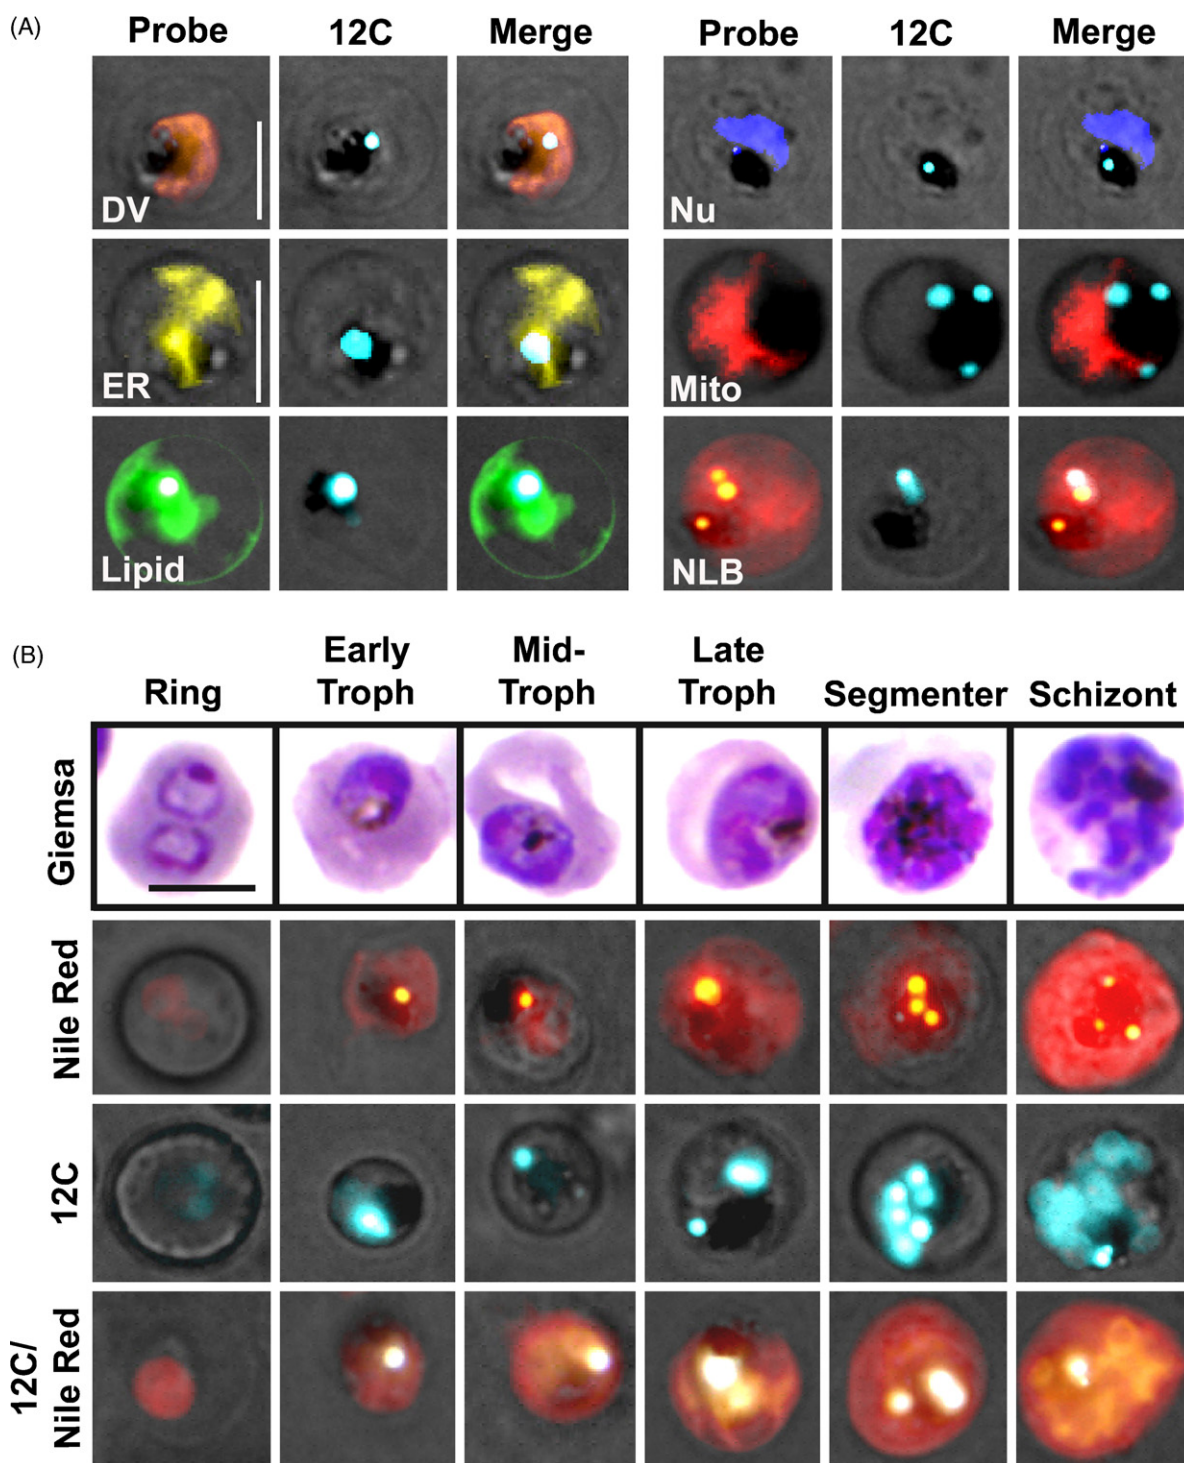 (A)
Probe 12C Merge Probe 12C Merge
DV Nu
ER Mito
Lipid NLB
(B)
Ring Early Troph Mid-Troph Late Troph Segmenter Schizont
Giemsa
Nile Red
12C
12C/
Nile Red